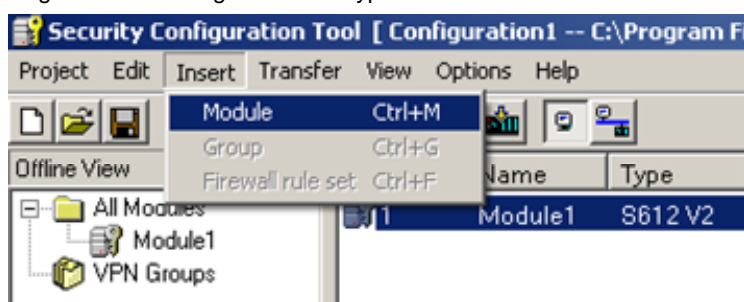 Security Configuration Tool [ Configuration1 -- C:\Program Fi
Project Edit Insert Transfer View Options Help
Module Ctrl+M
Group Ctrl+G
Firewall rule set Ctrl+F
Offline View
Name Type
All Modules
1 Module1 S612 V2
Module1
VPN Groups